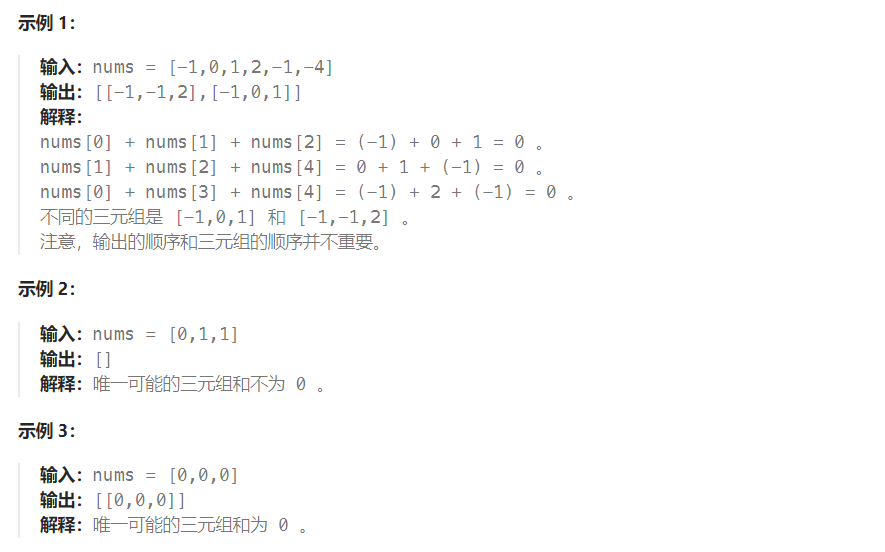 示例 1：
输入：nums = [-1,0,1,2,-1,-4]
输出：[[-1,-1,2],[-1,0,1]]
解释：
nums[0] + nums[1] + nums[2] = (-1) + 0 + 1 = 0 。
nums[1] + nums[2] + nums[4] = 0 + 1 + (-1) = 0 。
nums[0] + nums[3] + nums[4] = (-1) + 2 + (-1) = 0 。
不同的三元组是 [-1,0,1] 和 [-1,-1,2] 。
注意，输出的顺序和三元组的顺序并不重要。
示例 2：
输入：nums = [0,1,1]
输出：[]
解释：唯一可能的三元组和不为 0 。
示例 3：
输入：nums = [0,0,0]
输出：[[0,0,0]]
解释：唯一可能的三元组和为 0 。